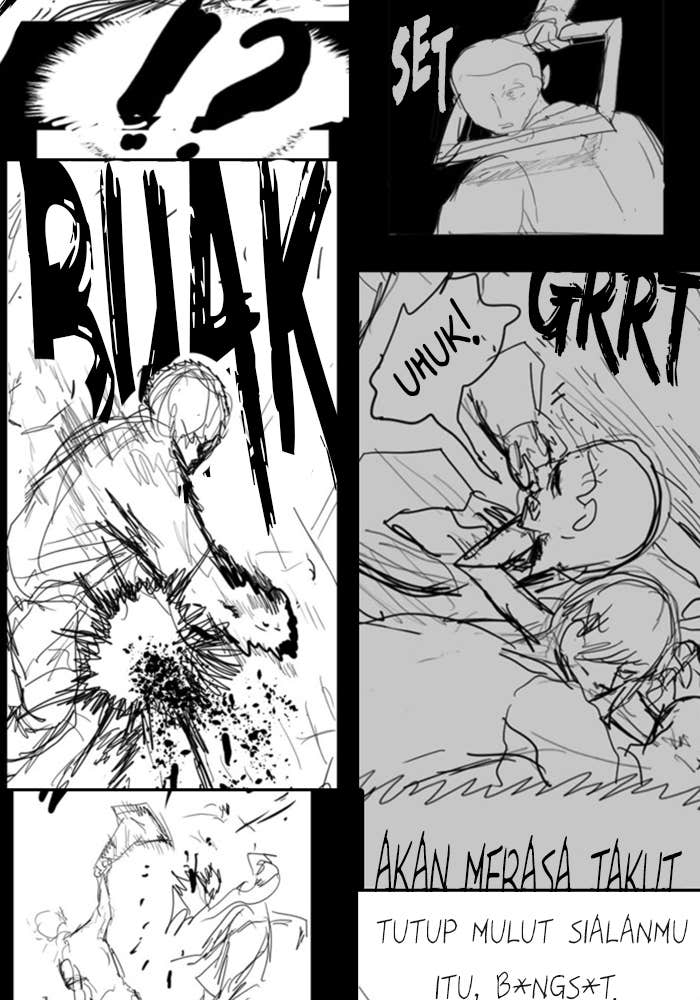 !?
BUAK
SET
GRRT
UHUK!
AKAN MERASA TAKUT
TUTUP MULUT SIALANMU
ITU, B*NGS*T.